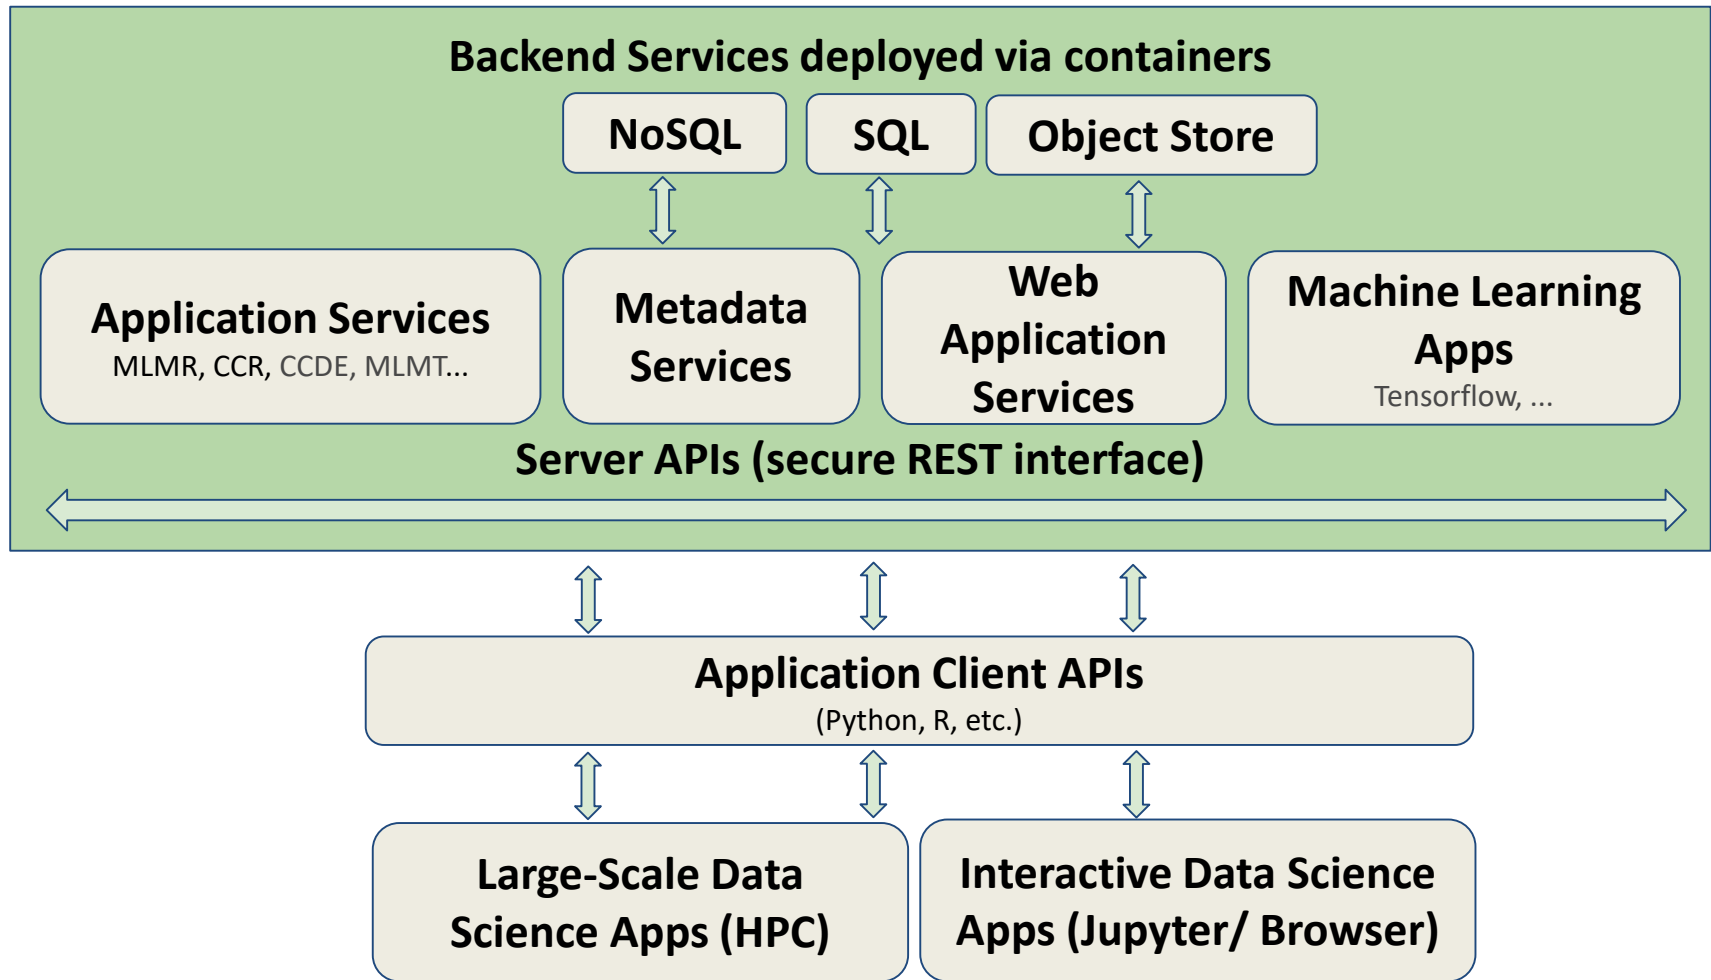 Backend Services deployed via containers
NoSQL
SQL
Object Store
Application Services
MLMR, CCR, CCDE, MLMT...
Metadata
Services
Web
Application
Services
Machine Learning
Apps
Tensorflow, ...
Server APIs (secure REST interface)
Application Client APIs
(Python, R, etc.)
Large-Scale Data
Science Apps (HPC)
Interactive Data Science
Apps (Jupyter/ Browser)